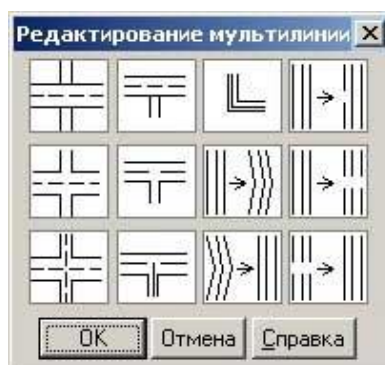 Редактирование мультилинии
OK
Отмена
Справка